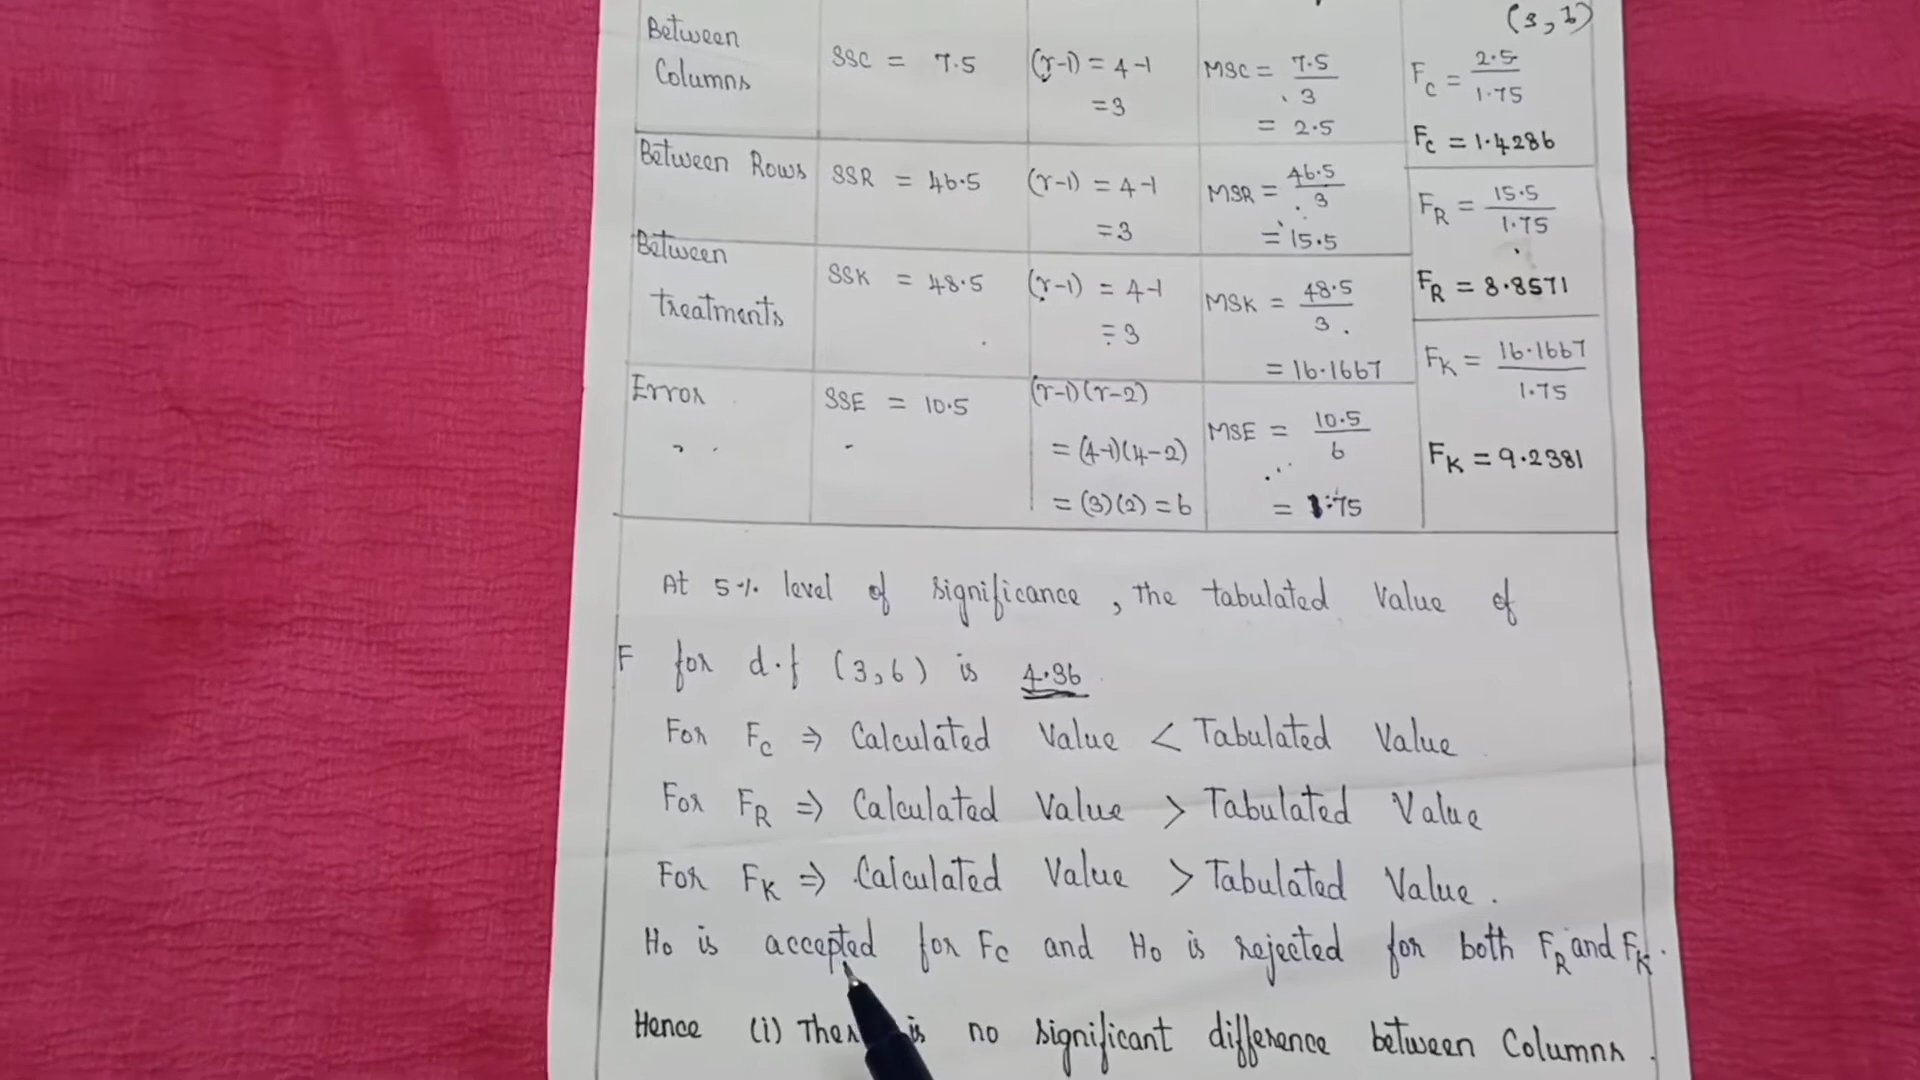 (3,6)
Between Columns
SSC = 7.5
(r-1) = 4-1
=3
MSC = 7.5/3
= 2.5
Fc = 2.5/1.75
Fc = 1.4286
Between Rows
SSR = 46.5
(r-1) = 4-1
=3
MSR = 46.5/3
= 15.5
FR = 15.5/1.75
FR = 8.8571
Between treatments
SSK = 48.5
(r-1) = 4-1
= 3
MSK = 48.5/3
= 16.1667
FK = 16.1667/1.75
FK = 9.2381
Error
SSE = 10.5
(r-1)(r-2)
= (4-1)(4-2)
= (3)(2) = 6
MSE = 10.5/6
= 1.75
At 5% level of significance, the tabulated value of
F for d.f (3,6) is 4.96
For Fc ⇒ Calculated Value < Tabulated Value
For FR ⇒ Calculated Value > Tabulated Value
For FK ⇒ Calculated Value > Tabulated Value.
Ho is accepted for Fc and Ho is rejected for both FR and FK.
Hence (i) There is no significant difference between Columns.